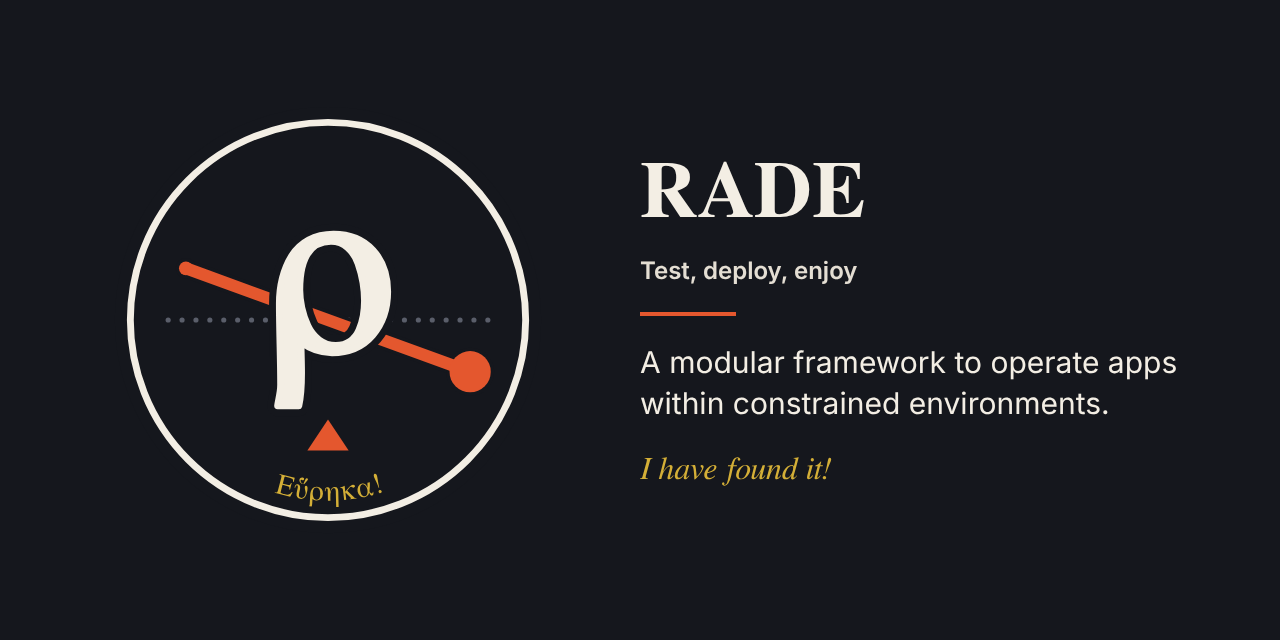 ρ
Εὕρηκα!
RADE
Test, deploy, enjoy
A modular framework to operate apps
within constrained environments.
I have found it!